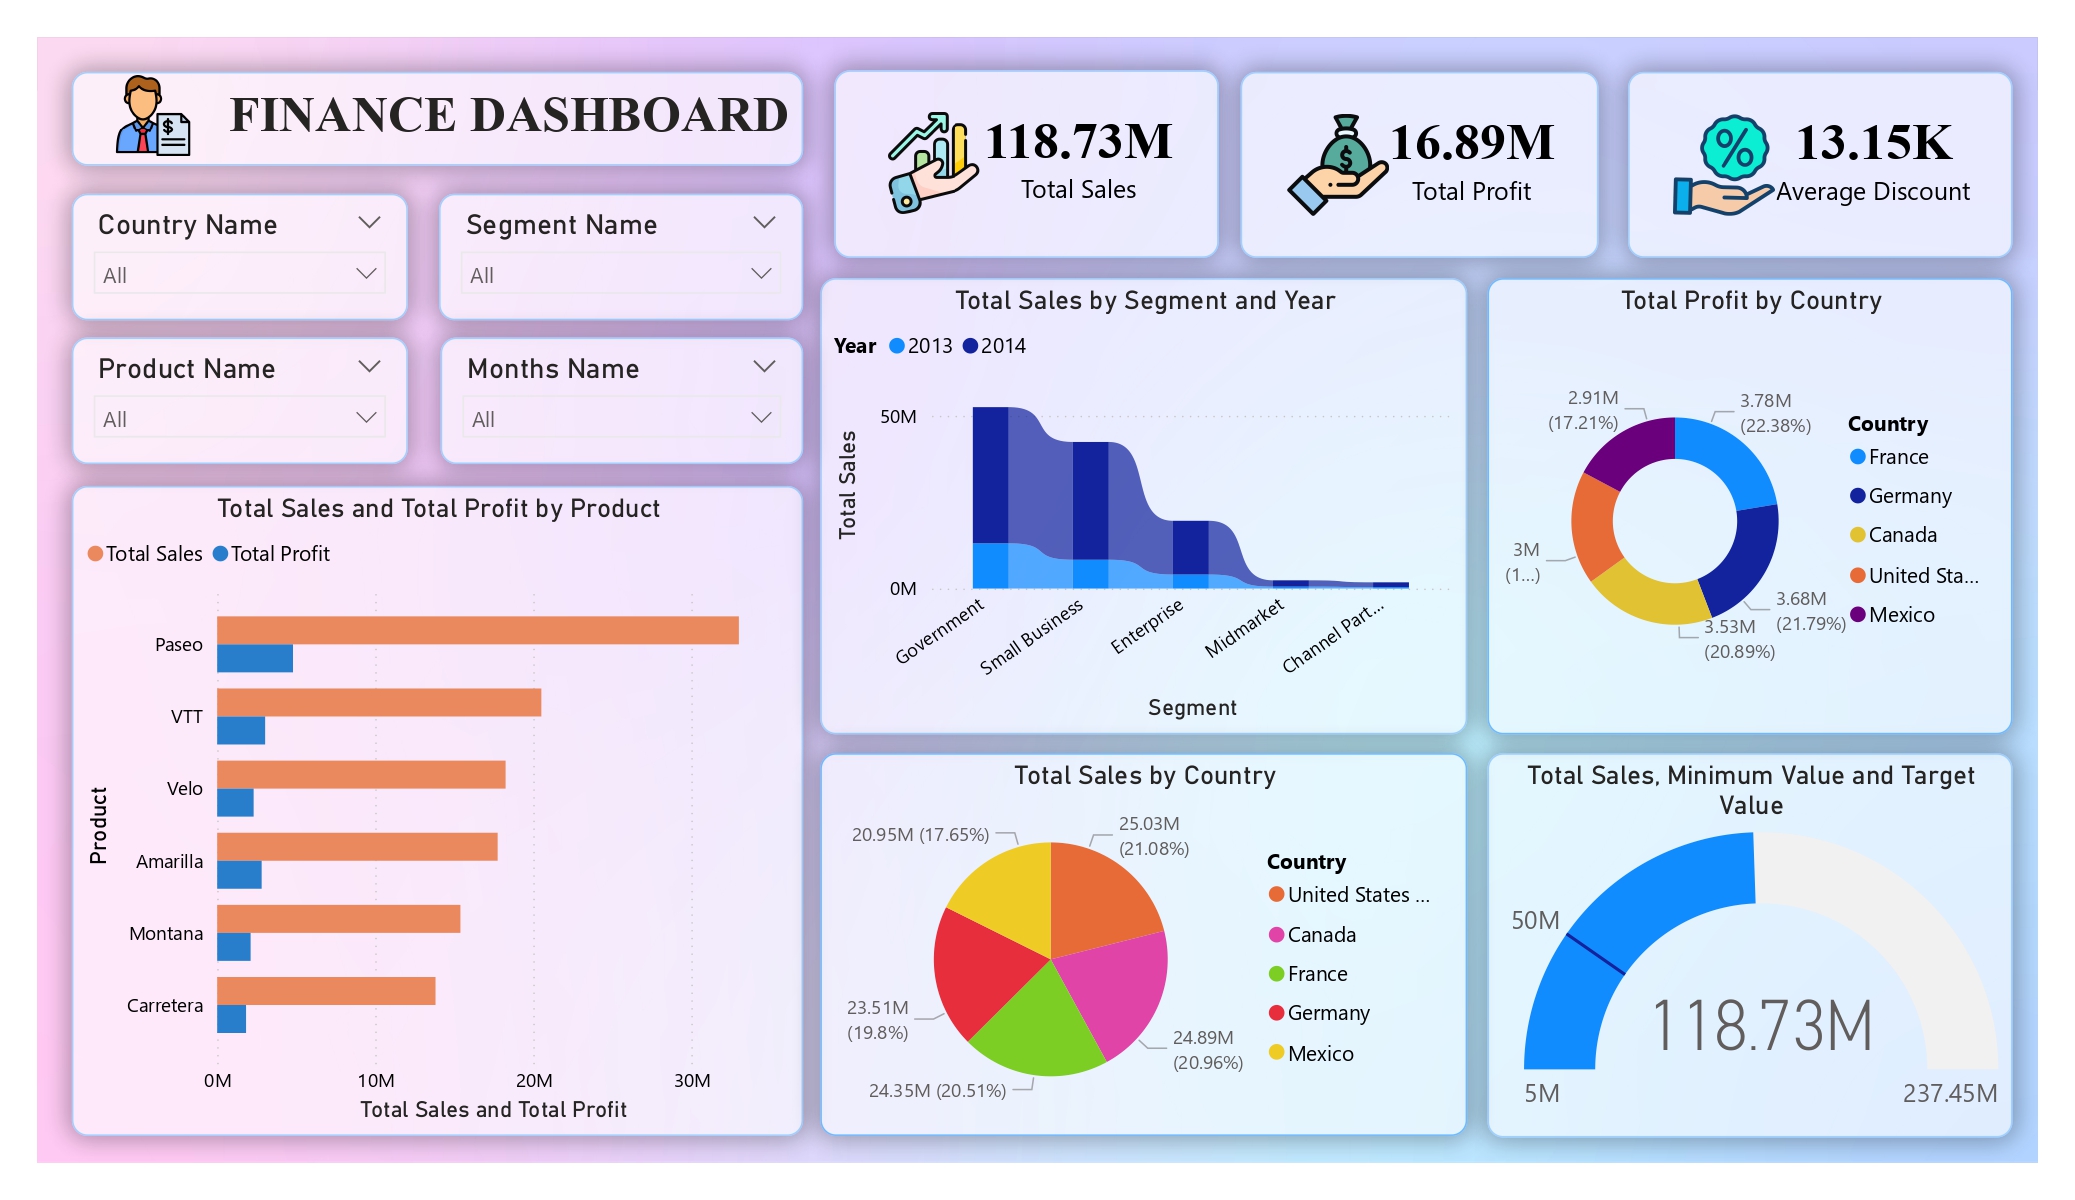 FINANCE DASHBOARD
118.73M
Total Sales
16.89M
Total Profit
13.15K
Average Discount
Country Name
All
Segment Name
All
Product Name
All
Months Name
All
Total Sales and Total Profit by Product
Total Sales Total Profit
Product
Paseo
VTT
Velo
Amarilla
Montana
Carretera
0M 10M 20M 30M
Total Sales and Total Profit
Total Sales by Segment and Year
Year 2013 2014
Total Sales
50M
0M
Government
Small Business
Enterprise
Midmarket
Channel Part...
Segment
Total Profit by Country
2.91M
(17.21%)
3.78M
(22.38%)
3M
(1...)
3.68M
(21.79%)
3.53M
(20.89%)
Country
France
Germany
Canada
United Sta...
Mexico
Total Sales by Country
20.95M (17.65%)
25.03M
(21.08%)
23.51M
(19.8%)
24.89M
(20.96%)
24.35M (20.51%)
Country
United States ...
Canada
France
Germany
Mexico
Total Sales, Minimum Value and Target
Value
50M
118.73M
5M
237.45M
$
$
%